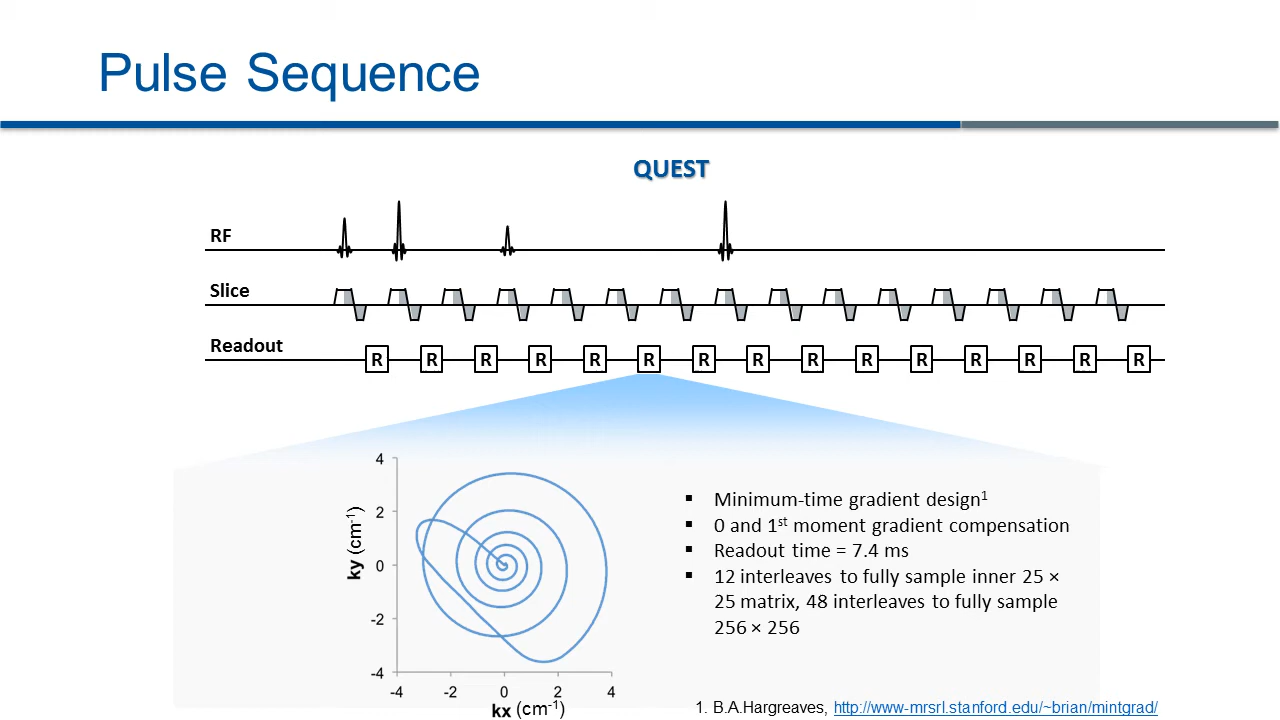 Pulse Sequence
QUEST
RF
Slice
Readout
R R R R R R R R R R R R R R R
4
2
0
-2
-4
ky (cm-1)
-4 -2 0 2 4
kx (cm-1)
▪ Minimum-time gradient design1
▪ 0 and 1st moment gradient compensation
▪ Readout time = 7.4 ms
▪ 12 interleaves to fully sample inner 25 ×
25 matrix, 48 interleaves to fully sample
256 × 256
1. B.A.Hargreaves, http://www-mrsrl.stanford.edu/~brian/mintgrad/